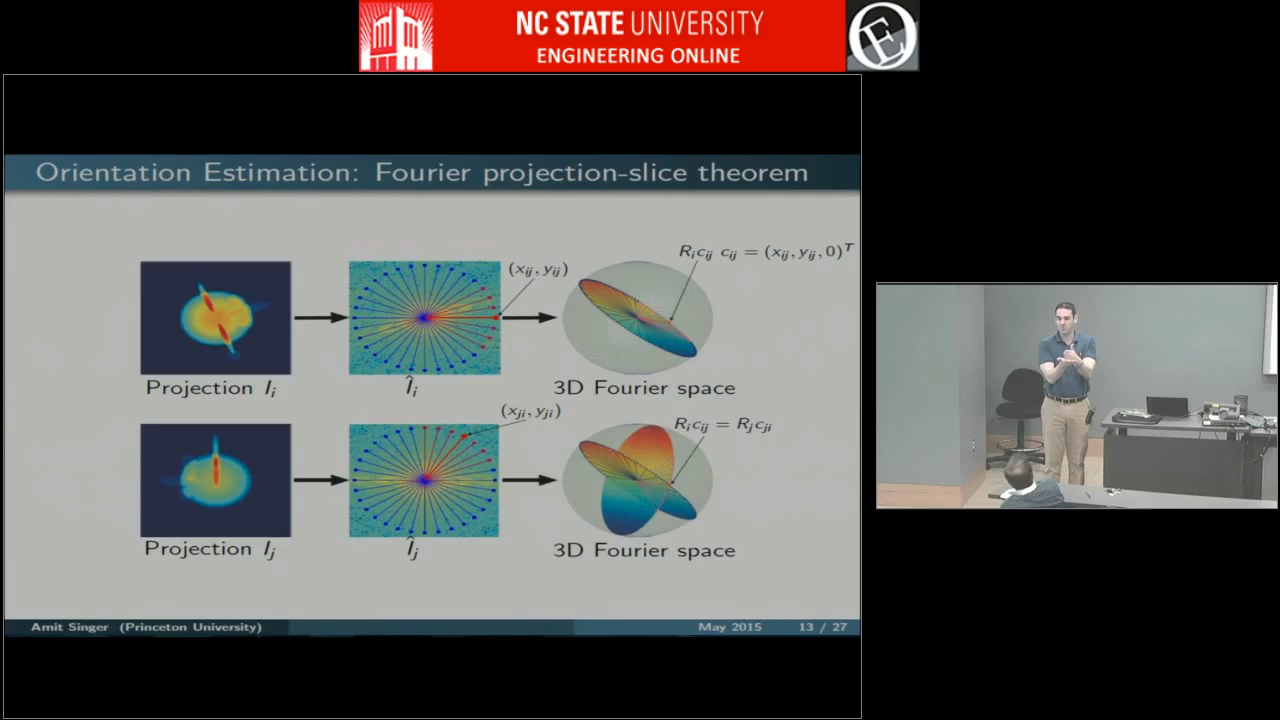 NC STATE UNIVERSITY
ENGINEERING ONLINE
Orientation Estimation: Fourier projection-slice theorem
R_i c_ij  c_ij = (x_ij, y_ij, 0)^T
(x_ij, y_ij)
Projection I_i
Î_i
3D Fourier space
(x_ji, y_ji)
R_i c_ij = R_j c_ji
Projection I_j
Î_j
3D Fourier space
Amit Singer (Princeton University)
May 2015
13 / 27